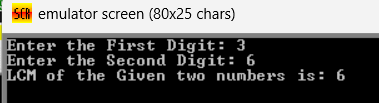 SCR emulator screen (80x25 chars)
Enter the First Digit: 3
Enter the Second Digit: 6
LCM of the Given two numbers is: 6